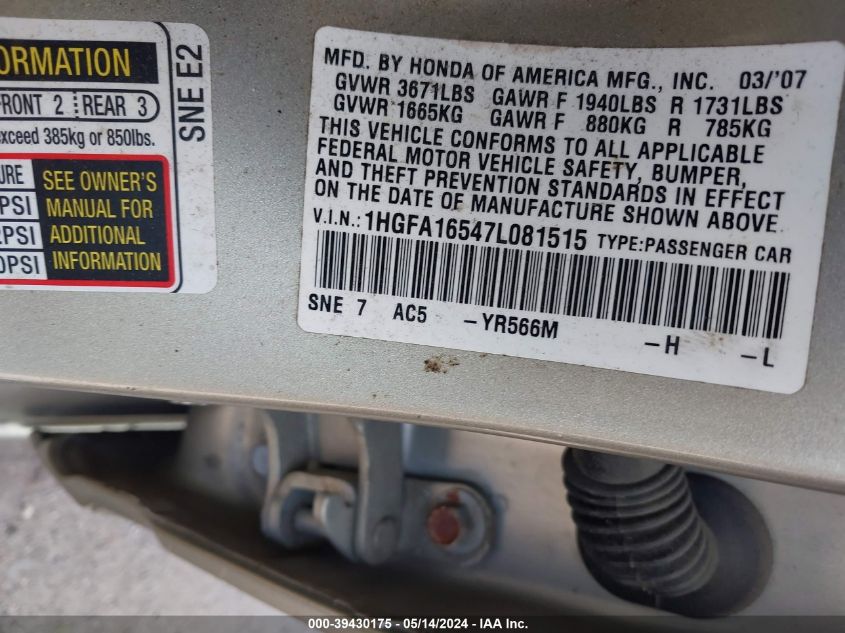 ORMATION
FRONT 2 REAR 3
exceed 385kg or 850lbs.
SEE OWNER'S
MANUAL FOR
ADDITIONAL
INFORMATION
URE
PSI
PSI
0PSI
SNE E2
MFD. BY HONDA OF AMERICA MFG., INC. 03/'07
GVWR 3671LBS GAWR F 1940LBS R 1731LBS
GVWR 1665KG GAWR F 880KG R 785KG
THIS VEHICLE CONFORMS TO ALL APPLICABLE
FEDERAL MOTOR VEHICLE SAFETY, BUMPER,
AND THEFT PREVENTION STANDARDS IN EFFECT
ON THE DATE OF MANUFACTURE SHOWN ABOVE.
V.I.N.: 1HGFA16547L081515 TYPE:PASSENGER CAR
SNE 7 AC5 -YR566M -H -L
000-39430175 - 05/14/2024 - IAA Inc.